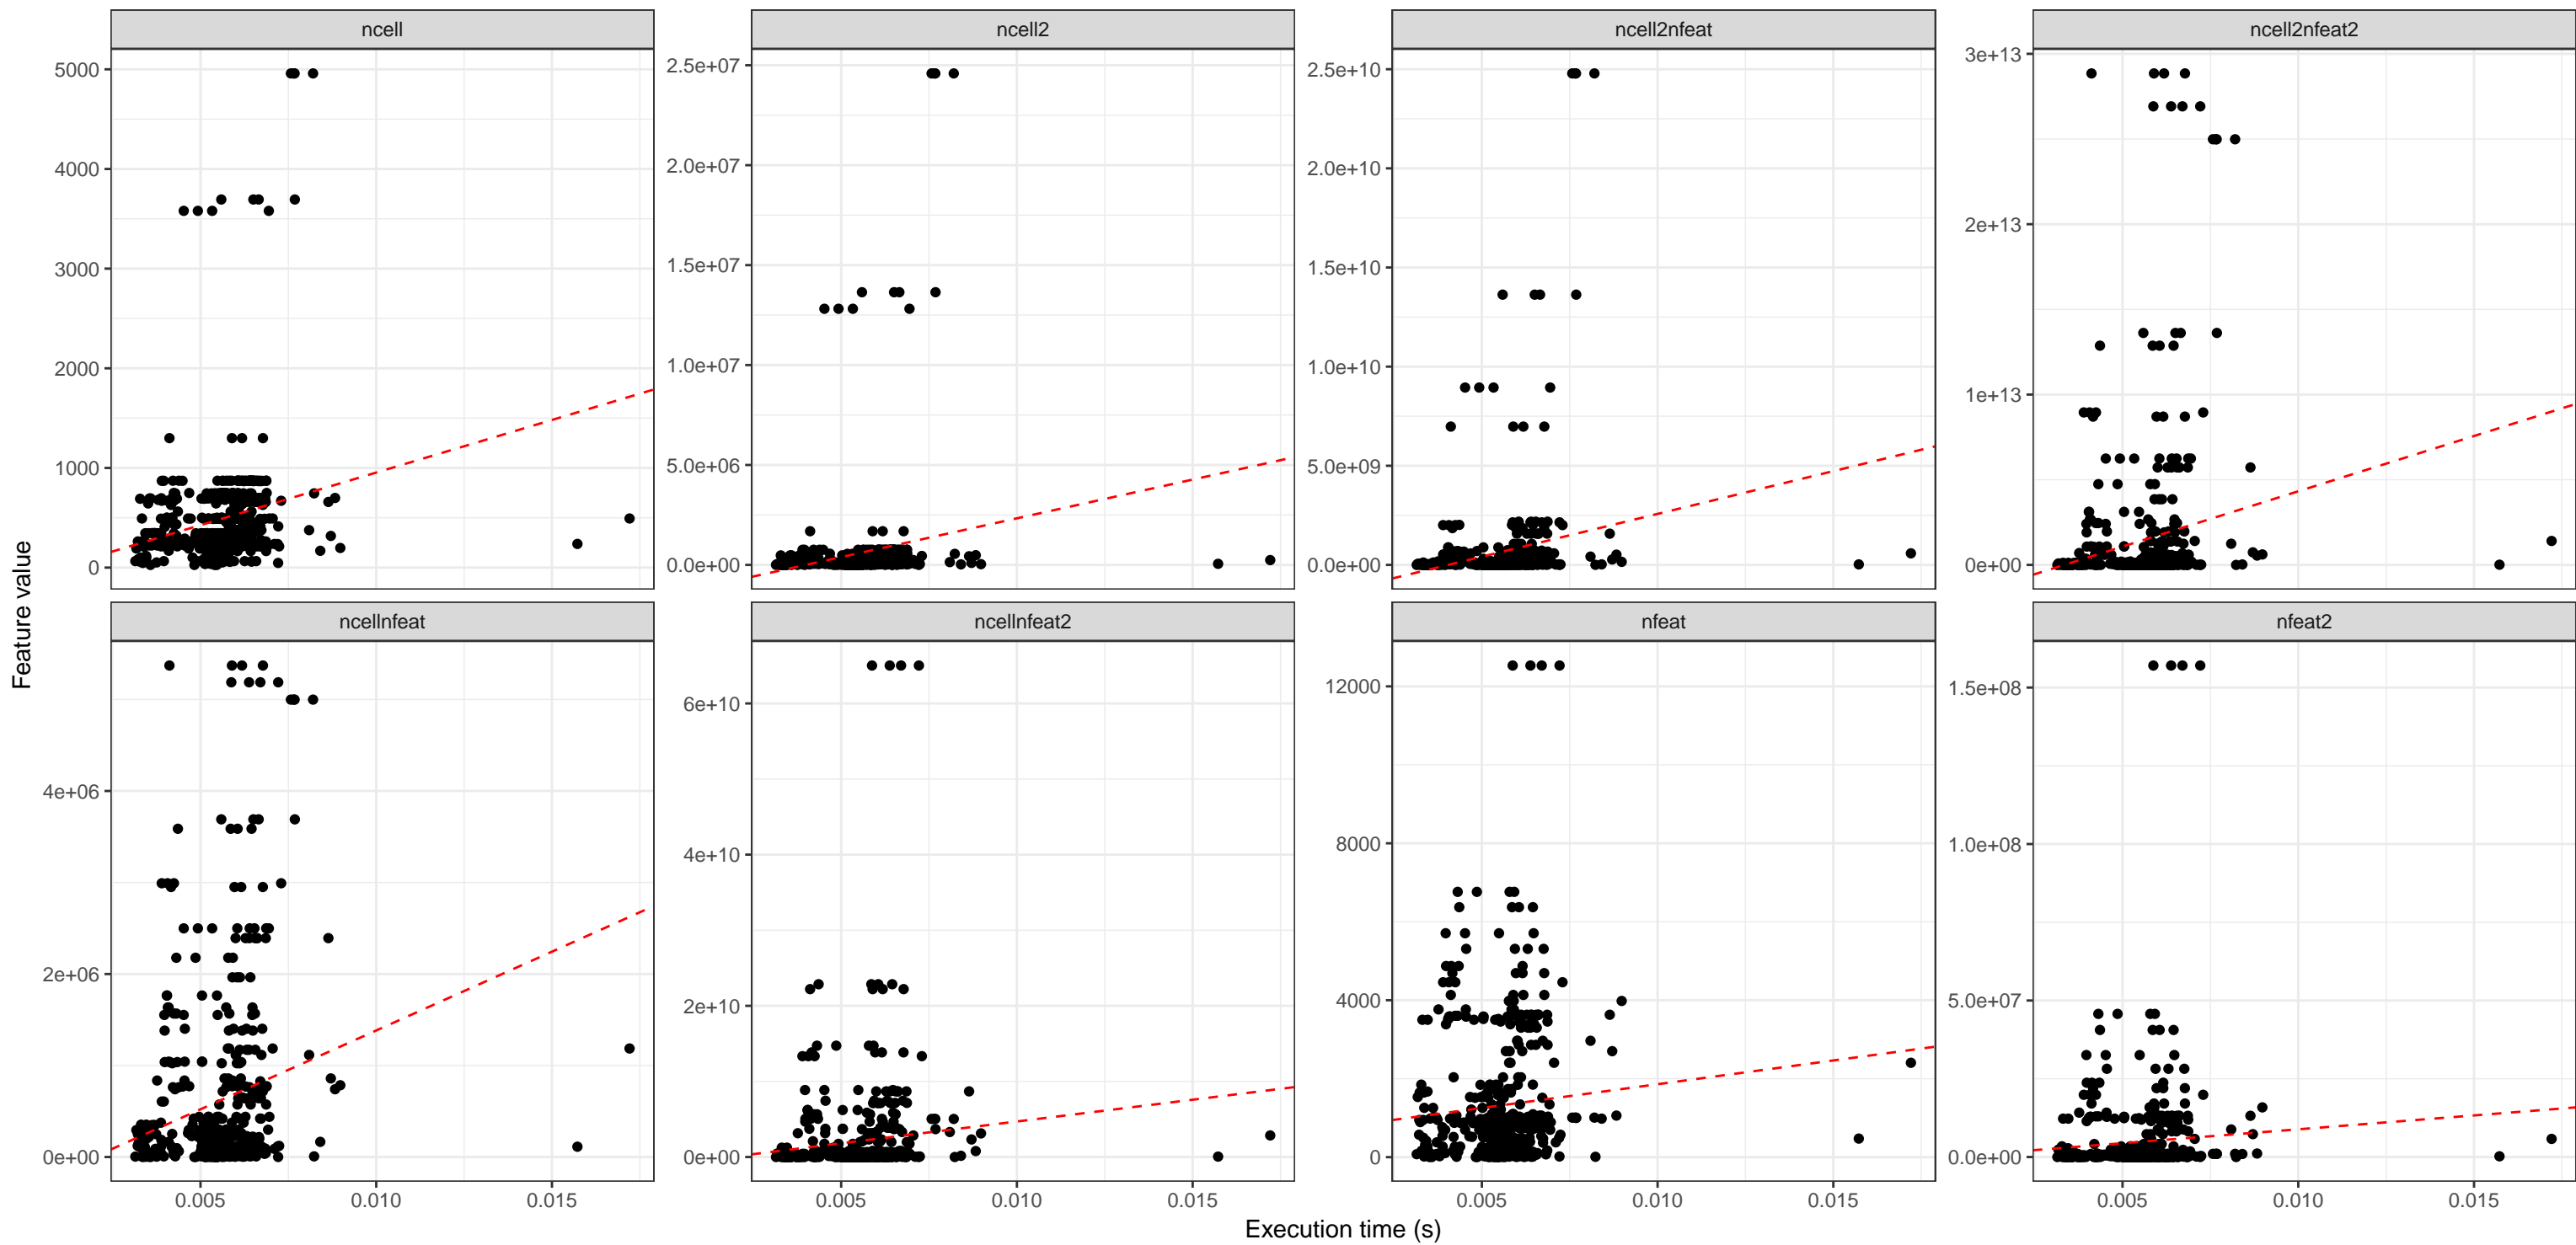 ncell
ncell2
ncell2nfeat
ncell2nfeat2
5000
4000
3000
2000
1000
0
2.5e+07
2.0e+07
1.5e+07
1.0e+07
5.0e+06
0.0e+00
2.5e+10
2.0e+10
1.5e+10
1.0e+10
5.0e+09
0.0e+00
3e+13
2e+13
1e+13
0e+00
Feature value
ncellnfeat
ncellnfeat2
nfeat
nfeat2
4e+06
2e+06
0e+00
6e+10
4e+10
2e+10
0e+00
12000
8000
4000
0
1.5e+08
1.0e+08
5.0e+07
0.0e+00
0.005 0.010 0.015
0.005 0.010 0.015
0.005 0.010 0.015
0.005 0.010 0.015
Execution time (s)